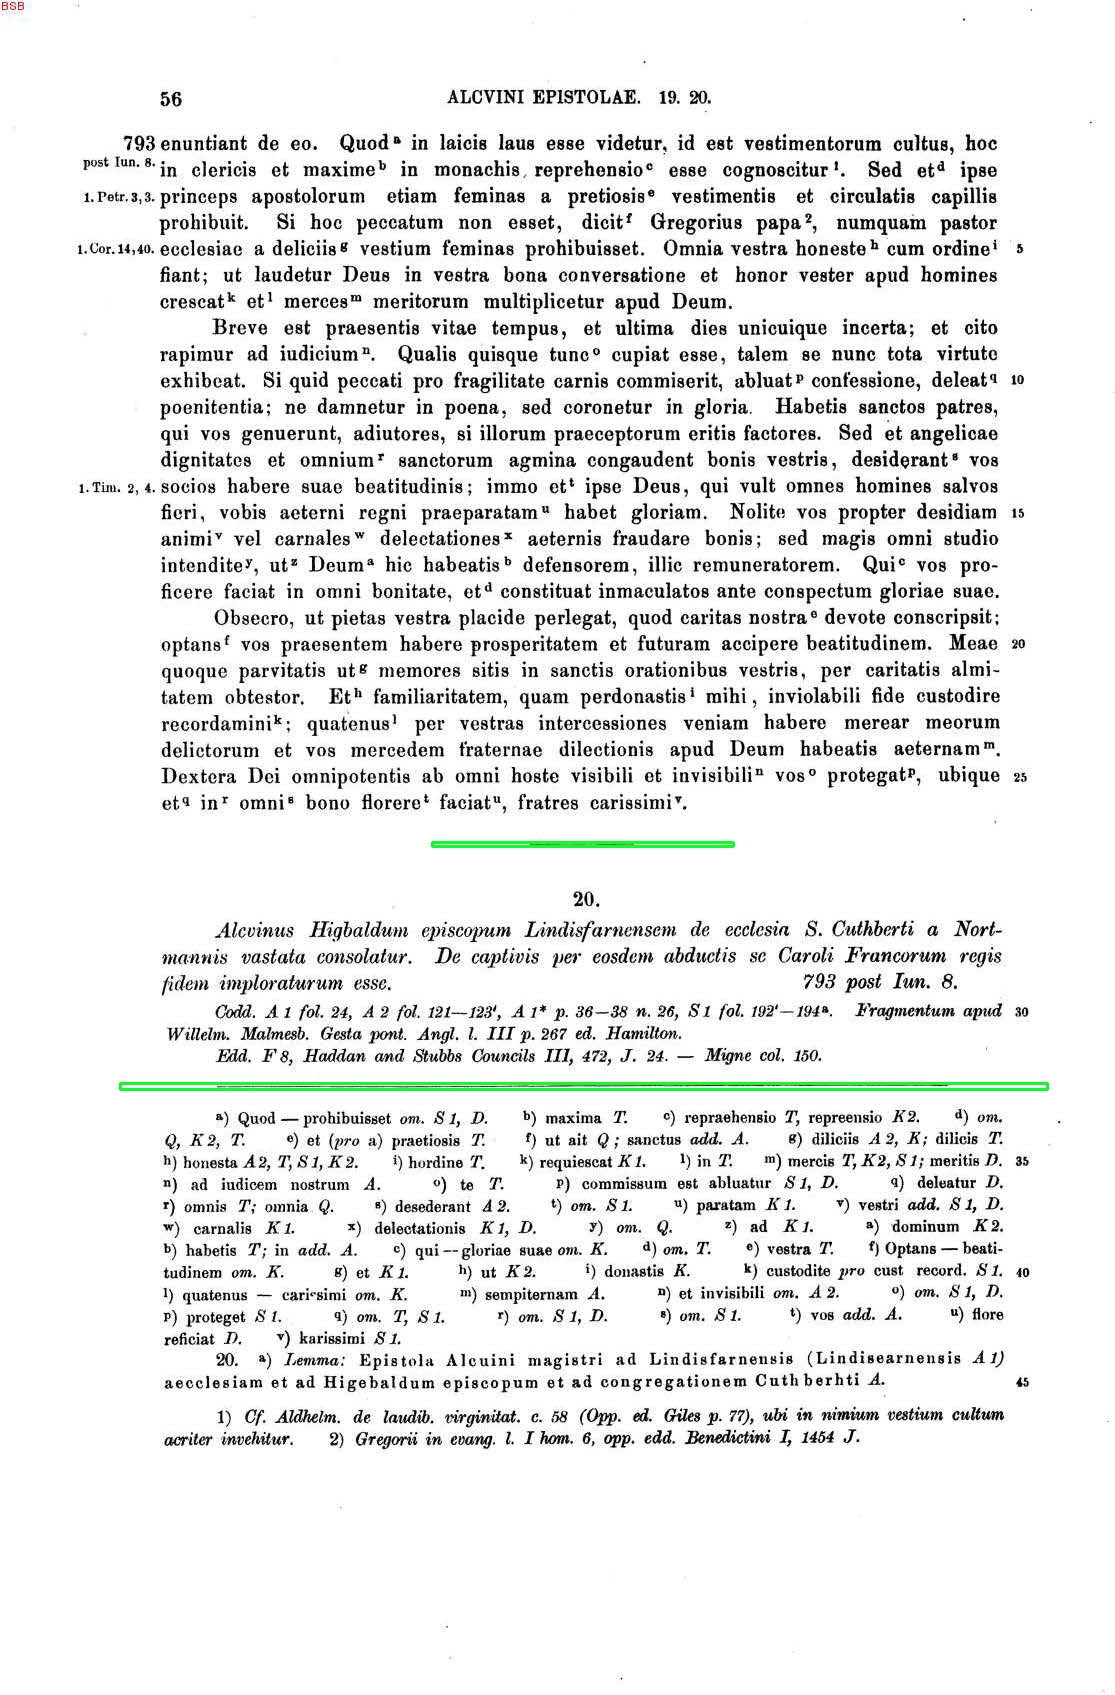 BSB
56 ALCVINI EPISTOLAE. 19. 20.
793 enuntiant de eo. Quod a in laicis laus esse videtur, id est vestimentorum cultus, hoc
post Iun. 8. in clericis et maxime b in monachis reprehensio c esse cognoscitur 1. Sed et d ipse
1. Petr. 3, 3. princeps apostolorum etiam feminas a pretiosis e vestimentis et circulatis capillis
prohibuit. Si hoc peccatum non esset, dicit f Gregorius papa 2, numquam pastor
1. Cor. 14, 40. ecclesiae a deliciis g vestium feminas prohibuisset. Omnia vestra honeste h cum ordine i 5
fiant; ut laudetur Deus in vestra bona conversatione et honor vester apud homines
crescat k et l merces m meritorum multiplicetur apud Deum.
Breve est praesentis vitae tempus, et ultima dies unicuique incerta; et cito
rapimur ad iudicium n. Qualis quisque tunc o cupiat esse, talem se nunc tota virtute
exhibeat. Si quid peccati pro fragilitate carnis commiserit, abluat p confessione, deleat q 10
poenitentia; ne damnetur in poena, sed coronetur in gloria. Habetis sanctos patres,
qui vos genuerunt, adiutores, si illorum praeceptorum eritis factores. Sed et angelicae
dignitates et omnium r sanctorum agmina congaudent bonis vestris, desiderant s vos
1. Tim. 2, 4. socios habere suae beatitudinis; immo et t ipse Deus, qui vult omnes homines salvos
fieri, vobis aeterni regni praeparatam u habet gloriam. Nolite vos propter desidiam 15
animi v vel carnales w delectationes x aeternis fraudare bonis; sed magis omni studio
intendite y, ut z Deum a hic habeatis b defensorem, illic remuneratorem. Qui c vos pro-
ficere faciat in omni bonitate, et d constituat inmaculatos ante conspectum gloriae suae.
Obsecro, ut pietas vestra placide perlegat, quod caritas nostra e devote conscripsit;
optans f vos praesentem habere prosperitatem et futuram accipere beatitudinem. Meae 20
quoque parvitatis ut g memores sitis in sanctis orationibus vestris, per caritatis almi-
tatem obtestor. Et h familiaritatem, quam perdonastis i mihi, inviolabili fide custodire
recordamini k; quatenus l per vestras intercessiones veniam habere merear meorum
delictorum et vos mercedem fraternae dilectionis apud Deum habeatis aeternam m.
Dextera Dei omnipotentis ab omni hoste visibili et invisibili n vos o protegat p, ubique 25
et q in r omni s bono florere t faciat u, fratres carissimi v.
20.
Alcvinus Higbaldum episcopum Lindisfarnensem de ecclesia S. Cuthberti a Nort-
mannis vastata consolatur. De captivis per eosdem abductis se Caroli Francorum regis
fidem imploraturum esse. 793 post Iun. 8.
Codd. A 1 fol. 24, A 2 fol. 121—123', A 1* p. 36—38 n. 26, S 1 fol. 192'—194 a. Fragmentum apud 30
Willelm. Malmesb. Gesta pont. Angl. l. III p. 267 ed. Hamilton.
Edd. F 8, Haddan and Stubbs Councils III, 472, J. 24. — Migne col. 150.
a) Quod — prohibuisset om. S 1, D. b) maxima T. c) repraehensio T, repreensio K 2. d) om.
Q, K 2, T. e) et (pro a) praetiosis T. f) ut ait Q; sanctus add. A. g) diliciis A 2, K; dilicis T.
h) honesta A 2, T, S 1, K 2. i) hordine T. k) requiescat K 1. l) in T. m) mercis T, K 2, S 1; meritis D. 35
n) ad iudicem nostrum A. o) te T. p) commissum est abluatur S 1, D. q) deleatur D.
r) omnis T; omnia Q. s) desederant A 2. t) om. S 1. u) paratam K 1. v) vestri add. S 1, D.
w) carnalis K 1. x) delectationis K 1, D. y) om. Q. z) ad K 1. a) dominum K 2.
b) habetis T; in add. A. c) qui — gloriae suae om. K. d) om. T. e) vestra T. f) Optans — beati-
tudinem om. K. g) et K 1. h) ut K 2. i) donastis K. k) custodite pro cust. record. S 1. 40
l) quatenus — carissimi om. K. m) sempiternam A. n) et invisibili om. A 2. o) om. S 1, D.
p) proteget S 1. q) om. T, S 1. r) om. S 1, D. s) om. S 1. t) vos add. A. u) flore
reficiat D. v) karissimi S 1.
20. a) Lemma: Epistola Alcuini magistri ad Lindisfarnensis (Lindisearnensis A 1)
aecclesiam et ad Higebaldum episcopum et ad congregationem Cuthberhti A. 45
1) Cf. Aldhelm. de laudib. virginitat. c. 58 (Opp. ed. Giles p. 77), ubi in nimium vestium cultum
acriter invehitur. 2) Gregorii in evang. l. I hom. 6, opp. edd. Benedictini I, 1454 J.